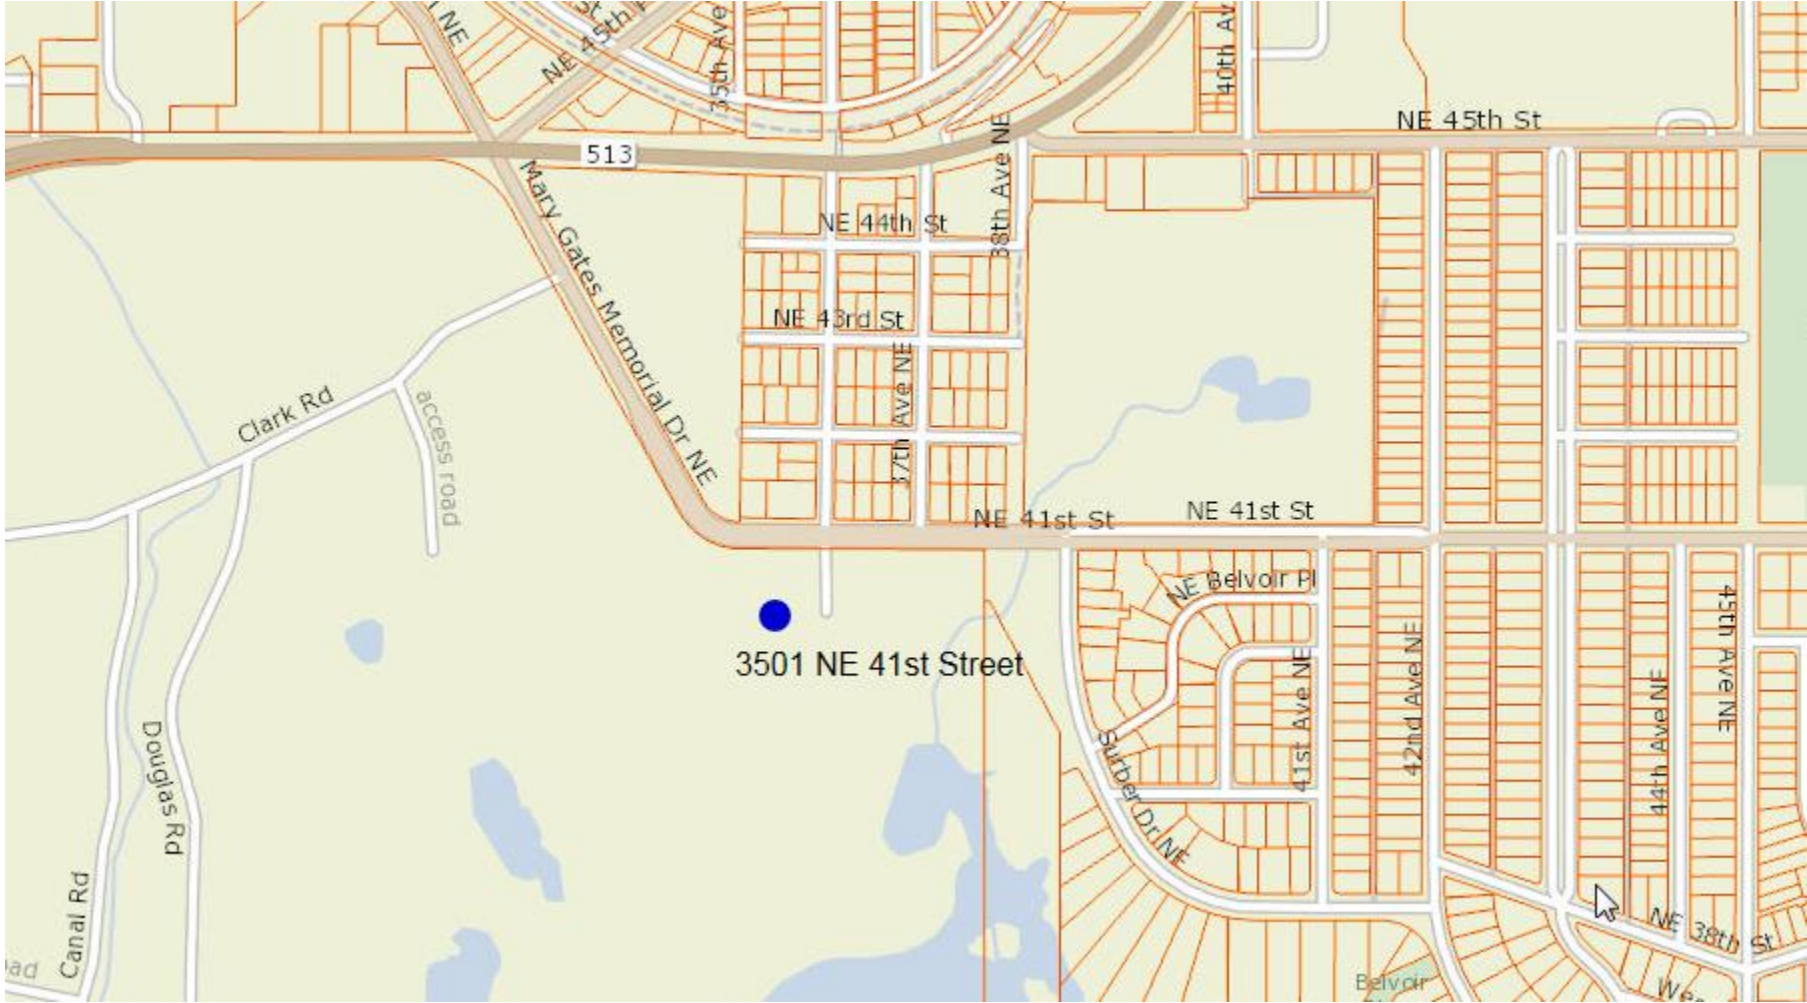 NE
St
NE 45th
35th Ave
40th Av
NE 45th St
513
38th Ave NE
Mary Gates Memorial Dr NE
NE 44th St
NE 43rd St
37th Ave NE
Clark Rd
access road
NE 41st St
NE 41st St
NE Belvoir Pl
3501 NE 41st Street
41st Ave NE
42nd Ave NE
44th Ave NE
45th Ave NE
Surber Dr NE
Douglas Rd
Canal Rd
oad
NE 38th St
Belvoir
Wes